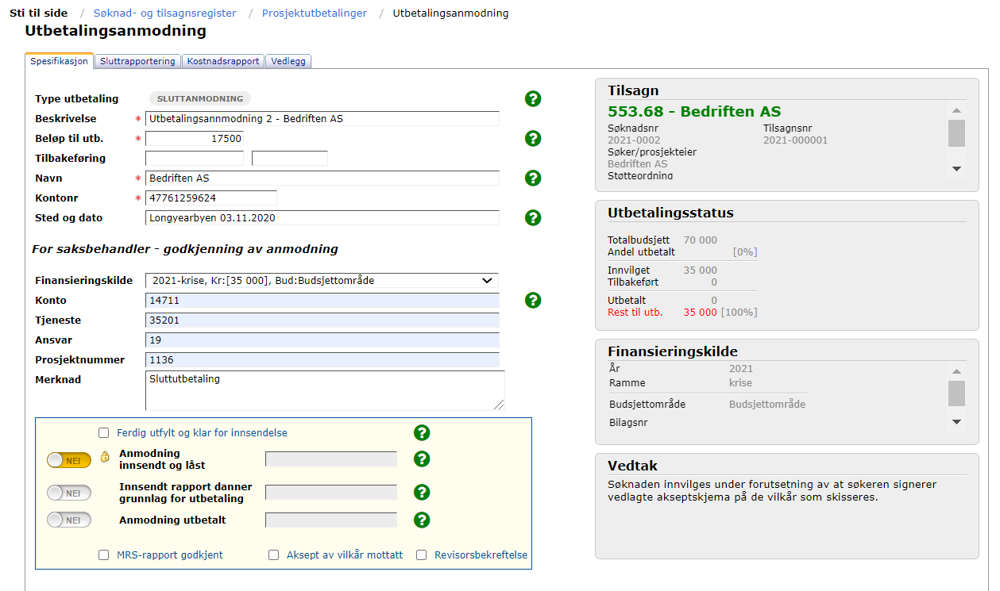 Sti til side / Søknad- og tilsagnsregister / Prosjektutbetalinger / Utbetalingsanmodning
Utbetalingsanmodning
Spesifikasjon Sluttrapportering Kostnadsrapport Vedlegg
Type utbetaling SLUTTANMODNING ?
Beskrivelse * Utbetalingsannmodning 2 - Bedriften AS
Beløp til utb. * 17500 ?
Tilbakeføring
Navn * Bedriften AS ?
Kontonr * 47761259624
Sted og dato Longyearbyen 03.11.2020 ?
For saksbehandler - godkjenning av anmodning
Finansieringskilde 2021-krise, Kr:[35 000], Bud:Budsjettområde
Konto 14711 ?
Tjeneste 35201
Ansvar 19
Prosjektnummer 1136
Merknad Sluttutbetaling
Ferdig utfylt og klar for innsendelse ?
NEI Anmodning
innsendt og låst ?
NEI Innsendt rapport danner
grunnlag for utbetaling ?
NEI Anmodning utbetalt ?
MRS-rapport godkjent Aksept av vilkår mottatt Revisorsbekreftelse
Tilsagn
553.68 - Bedriften AS
Søknadsnr Tilsagnsnr
2021-0002 2021-000001
Søker/prosjekteier
Bedriften AS
Støtteordning
Utbetalingsstatus
Totalbudsjett 70 000
Andel utbetalt [0%]
Innvilget 35 000
Tilbakeført 0
Utbetalt 0
Rest til utb. 35 000 [100%]
Finansieringskilde
År 2021
Ramme krise
Budsjettområde Budsjettområde
Bilagsnr
Vedtak
Søknaden innvilges under forutsetning av at søkeren signerer
vedlagte akseptskjema på de vilkår som skisseres.